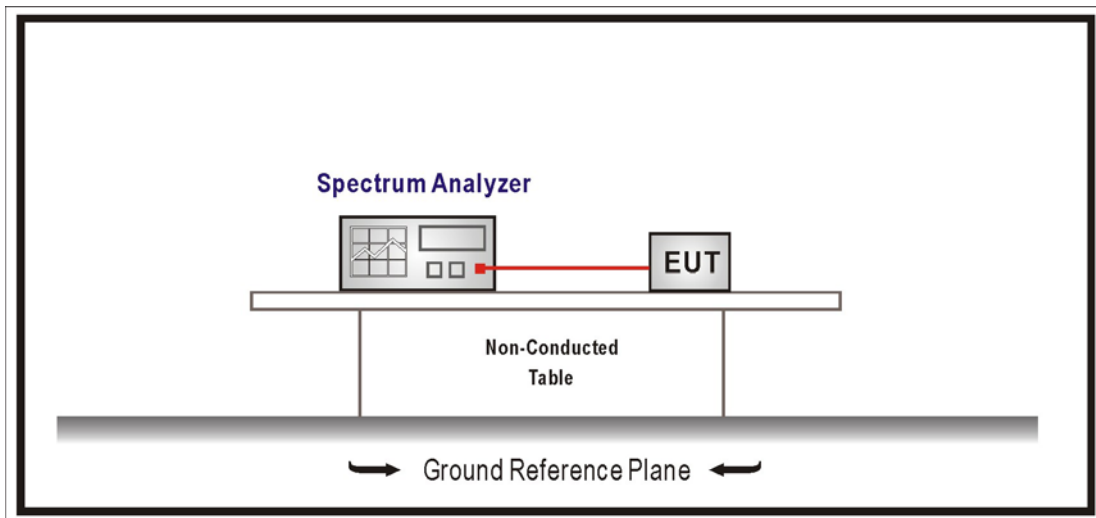 Spectrum Analyzer
EUT
Non-Conducted
Table
Ground Reference Plane